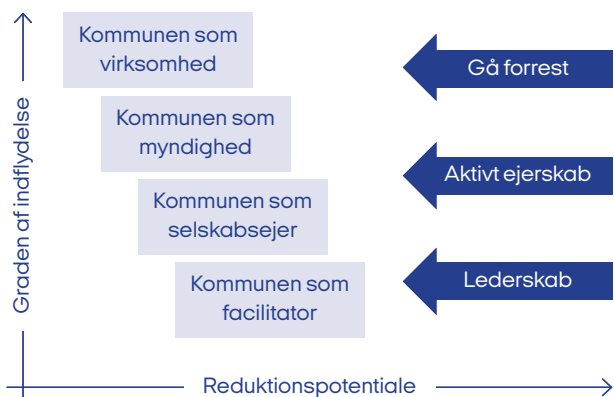 Kommunen som
virksomhed
Gå forrest
Kommunen som
myndighed
Aktivt ejerskab
Kommunen som
selskabsejer
Kommunen som
facilitator
Lederskab
Graden af indflydelse
Reduktionspotentiale